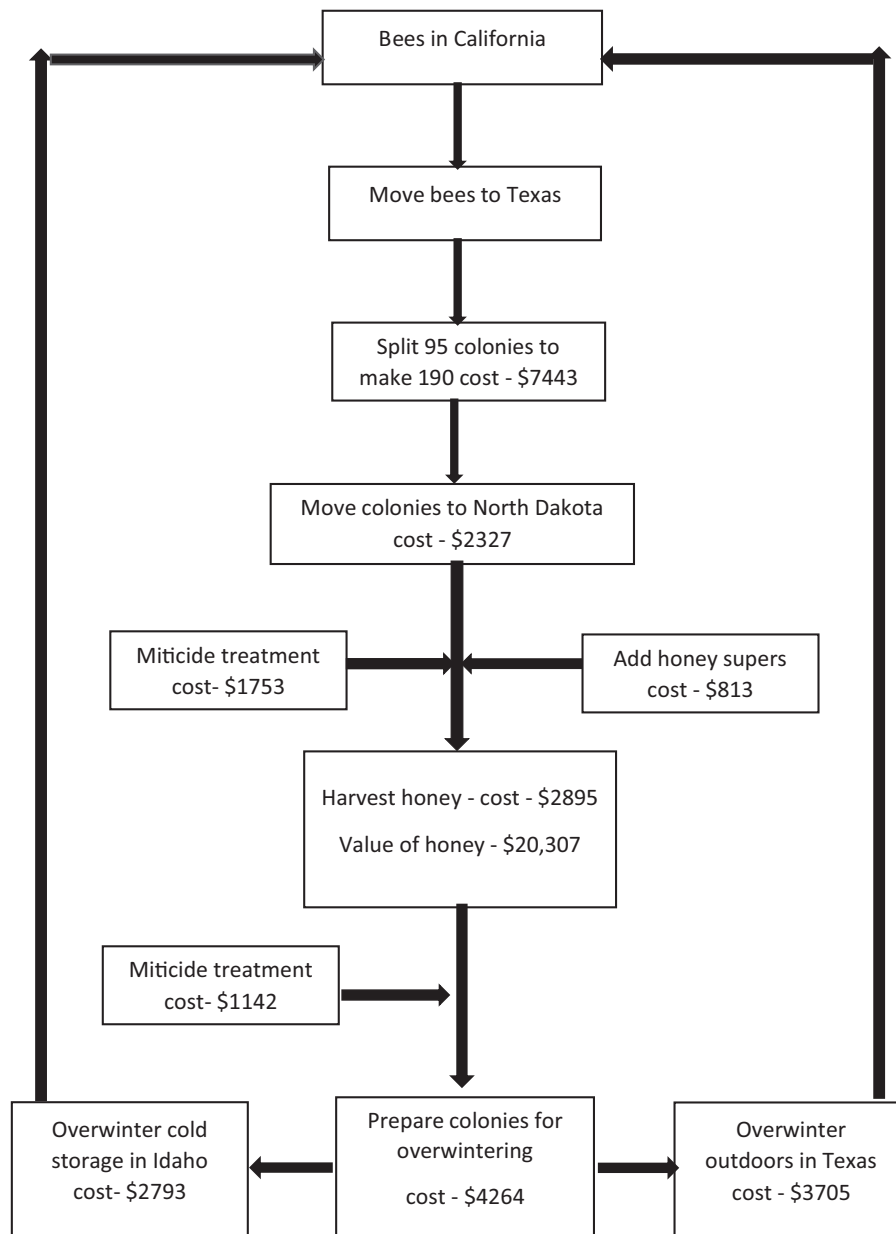 Bees in California
Move bees to Texas
Split 95 colonies to
make 190 cost - $7443
Move colonies to North Dakota
cost - $2327
Miticide treatment
cost- $1753
Add honey supers
cost - $813
Harvest honey - cost - $2895
Value of honey - $20,307
Miticide treatment
cost- $1142
Overwinter cold
storage in Idaho
cost- $2793
Prepare colonies for
overwintering
cost - $4264
Overwinter
outdoors in Texas
cost - $3705